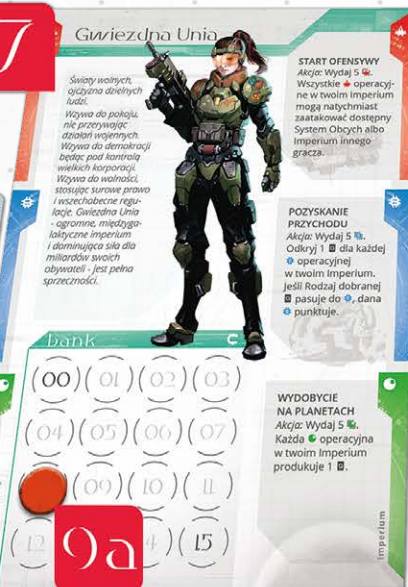 7
Gwiezdna Unia
Światy wolnych,
ojczyzna dzielnych
ludzi.
Wzywa do pokoju,
nie przerywając
działań wojennych.
Wzywa do demokracji
będąc pod kontrolą
wielkich korporacji.
Wzywa do wolności,
stosując surowe prawo
i wszechobecne regu-
lacje. Gwiezdna Unia
- ogromne, międzyga-
laktyczne imperium
i dominująca siła dla
miliardów swoich
obywateli - jest pełna
sprzeczności.
START OFENSYWY
Akcja: Wydaj 5
Wszystkie operacyj-
ne w twoim Imperium
mogą natychmiast
zaatakować dostępny
System Obcych albo
Imperium innego
gracza.
POZYSKANIE
PRZYCHODU
Akcja: Wydaj 5
Odkryj 1 dla każdej
operacyjnej
w twoim Imperium.
Jeśli Rodzaj dobranej
pasuje do , dana
punktuje.
WYDOBYCIE
NA PLANETACH
Akcja: Wydaj 5
Każda operacyjna
w twoim Imperium
produkuje 1 .
Imperium
bank C
00 01 02 03
04 05 06 07
09 10 11
12 4 15
9a